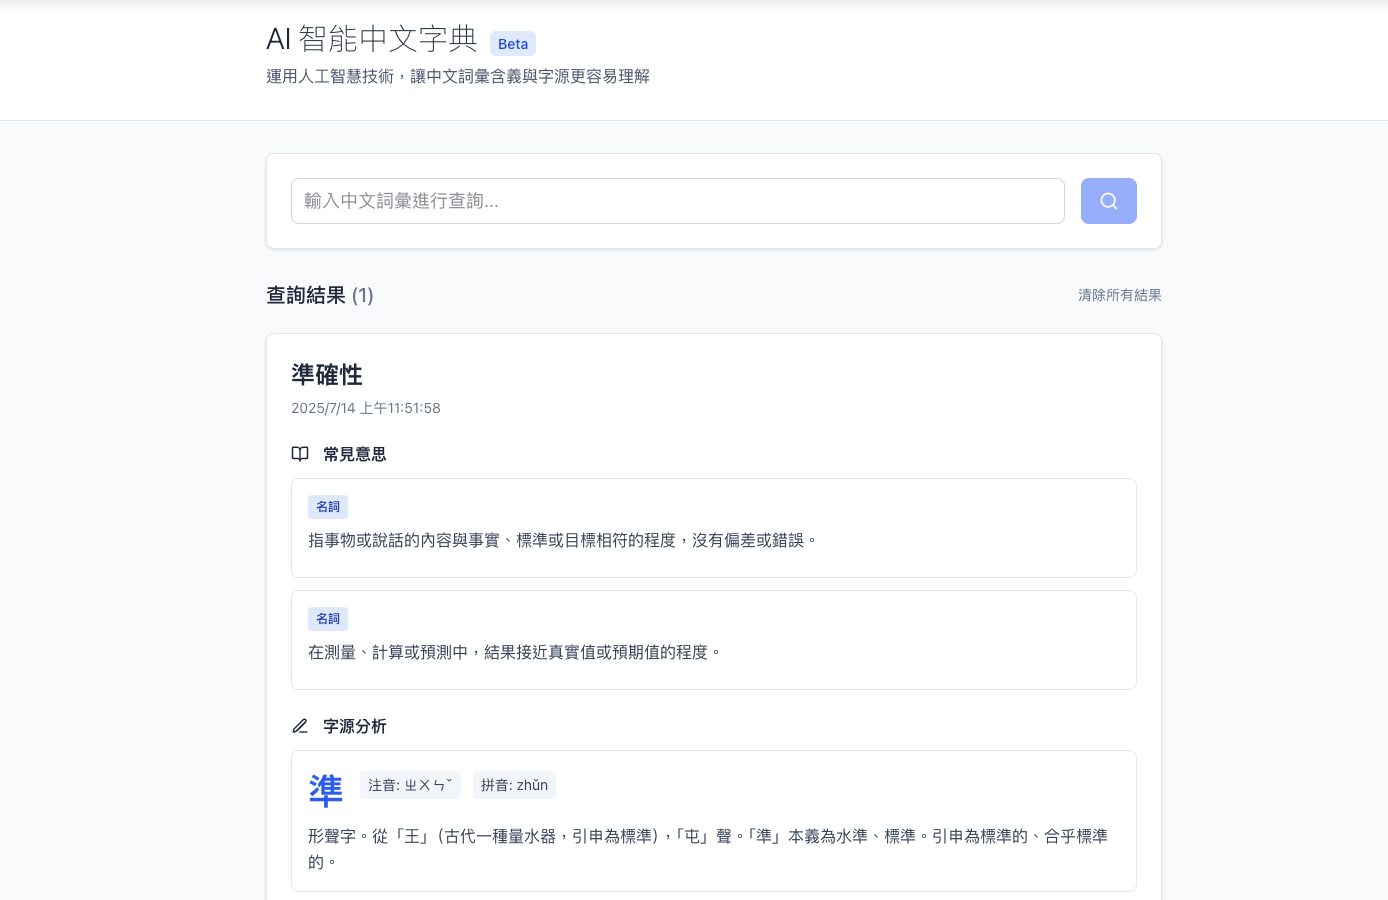 AI 智能中文字典 Beta
運用人工智慧技術，讓中文詞彙含義與字源更容易理解
輸入中文詞彙進行查詢...
查詢結果 (1)
清除所有結果
準確性
2025/7/14 上午11:51:58
常見意思
名詞
指事物或說話的內容與事實、標準或目標相符的程度，沒有偏差或錯誤。
名詞
在測量、計算或預測中，結果接近真實值或預期值的程度。
字源分析
準 注音: ㄓㄨㄣˇ 拼音: zhǔn
形聲字。從「王」(古代一種量水器，引申為標準)，「屯」聲。「準」本義為水準、標準。引申為標準的、合乎標準
的。